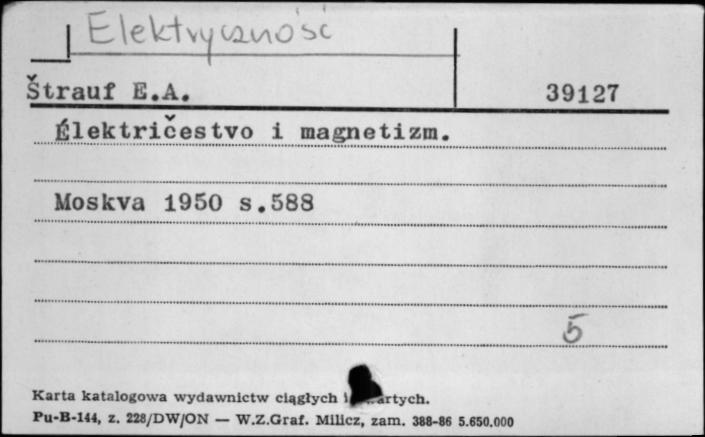 Elektryczność
Štrauf E.A. 39127
Élektričestvo i magnetizm.
Moskva 1950 s.588
5
Karta katalogowa wydawnictw ciągłych i
Pu-B-144, z. 228/DW/ON — W.Z.Graf. Milicz, zam. 388-86 5.650.000